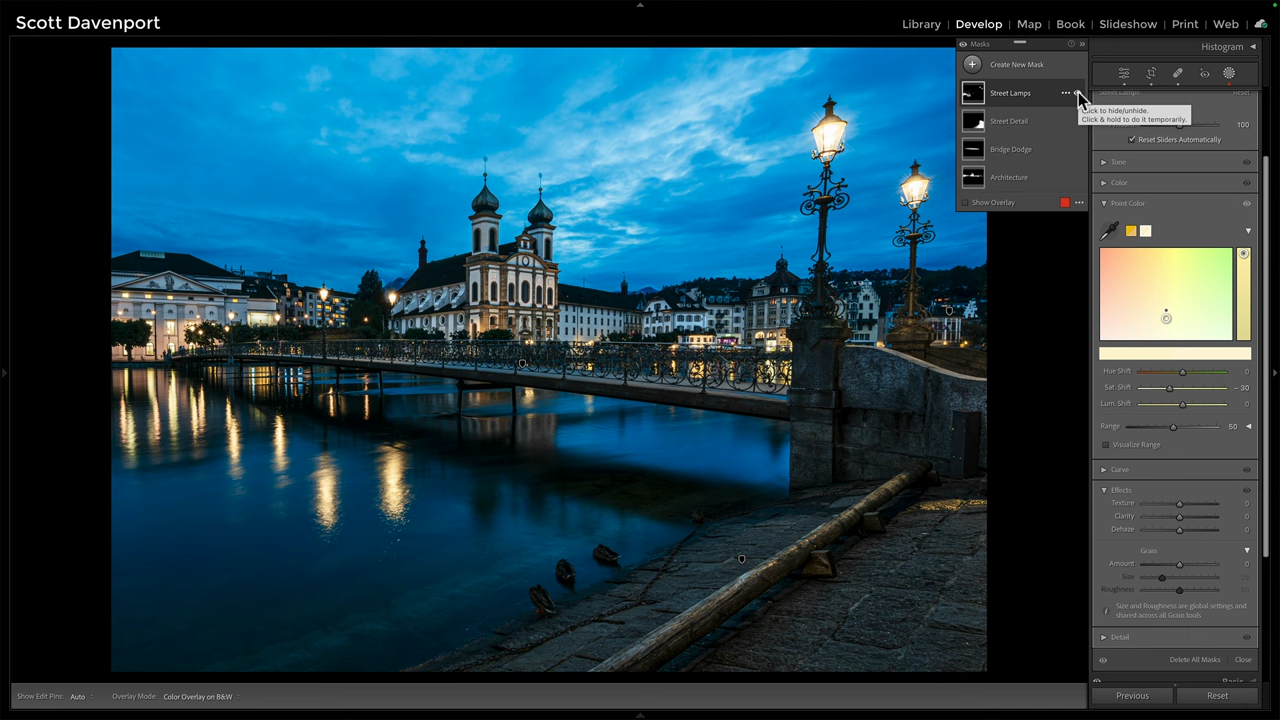 Scott Davenport
Library | Develop | Map | Book | Slideshow | Print | Web
Masks
Create New Mask
Street Lamps
Street Detail
Bridge Dodge
Architecture
Show Overlay
Click to hide/unhide.
Click & hold to do it temporarily.
Histogram
Street Lamps Reset
100
Reset Sliders Automatically
Tone
Color
Point Color
Hue Shift 0
Sat. Shift – 30
Lum. Shift 0
Range 50
Visualize Range
Curve
Effects
Texture 0
Clarity 0
Dehaze 0
Grain
Amount 0
Size
Roughness
Size and Roughness are global settings and
shared across all Grain tools
Detail
Delete All Masks Close
Basic
Previous Reset
Show Edit Pins: Auto Overlay Mode: Color Overlay on B&W